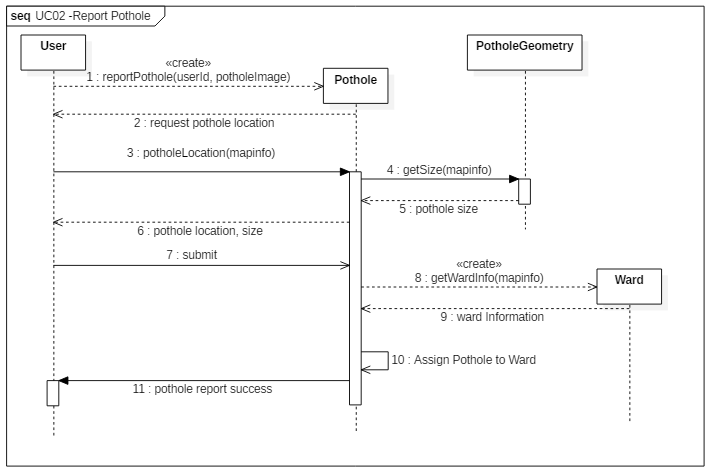 seq UC02 -Report Pothole
User
PotholeGeometry
«create»
1 : reportPothole(userId, potholeImage)
Pothole
2 : request pothole location
3 : potholeLocation(mapinfo)
4 : getSize(mapinfo)
5 : pothole size
6 : pothole location, size
7 : submit
«create»
8 : getWardInfo(mapinfo)
Ward
9 : ward Information
10 : Assign Pothole to Ward
11 : pothole report success